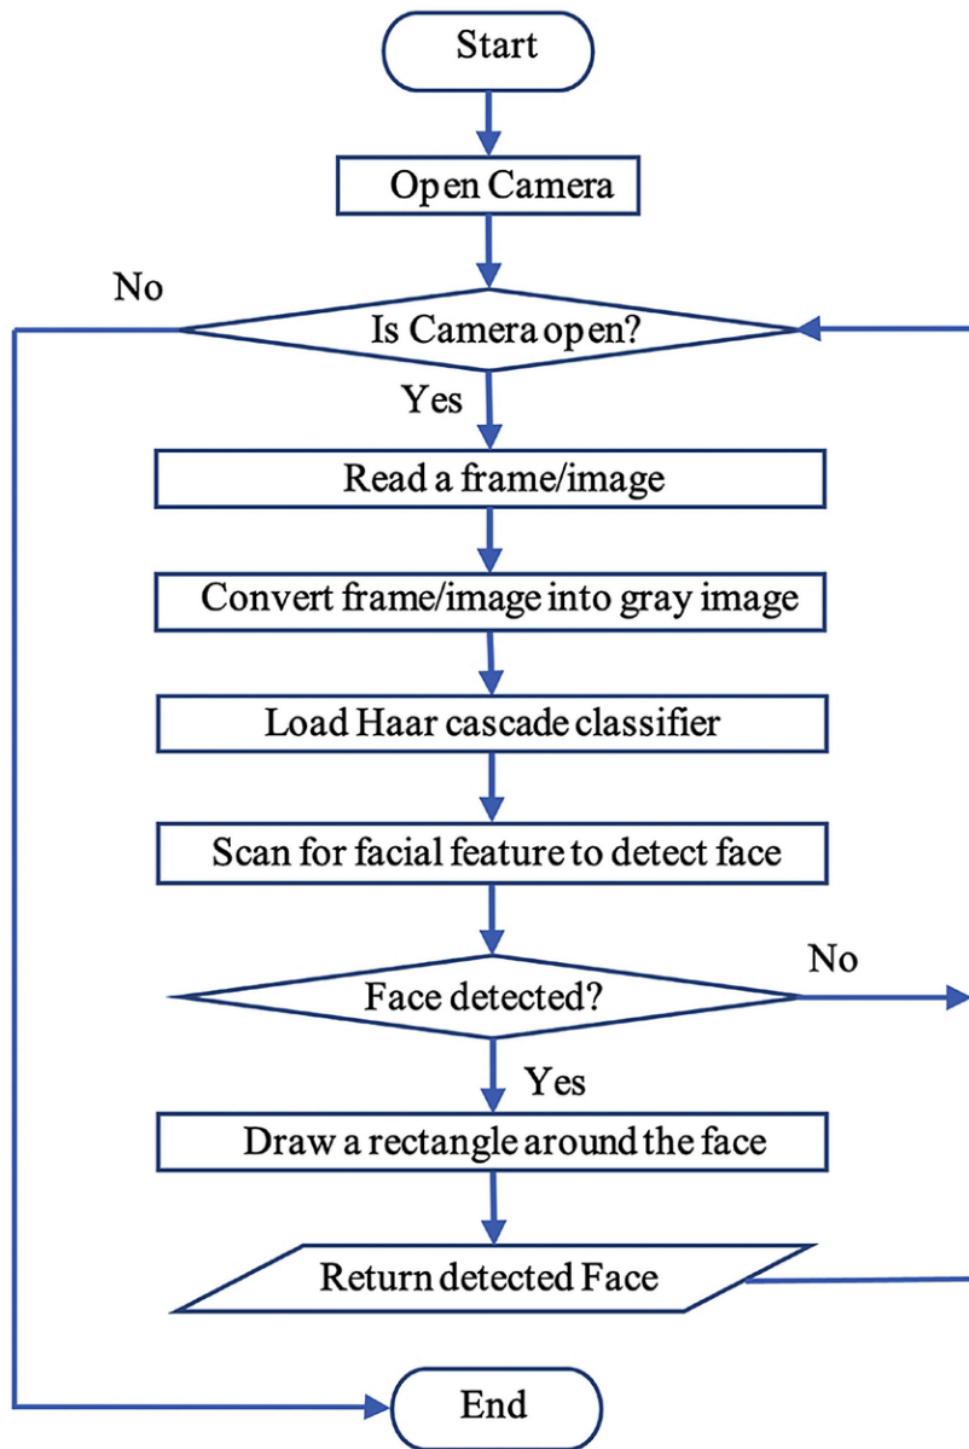 Start
Open Camera
No
Is Camera open?
Yes
Read a frame/image
Convert frame/image into gray image
Load Haar cascade classifier
Scan for facial feature to detect face
No
Face detected?
Yes
Draw a rectangle around the face
Return detected Face
End